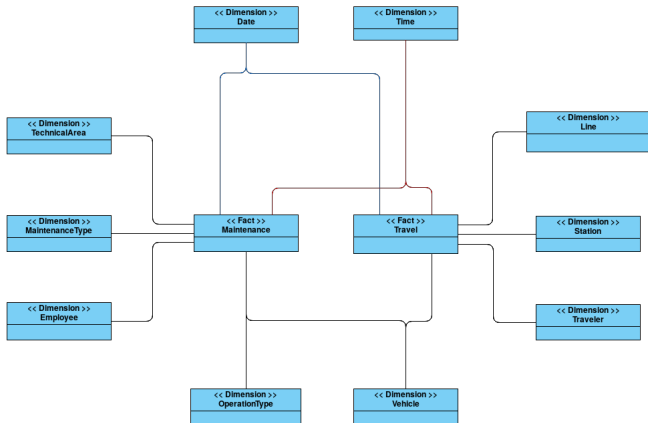 << Dimension >>
Date
<< Dimension >>
Time
<< Dimension >>
TechnicalArea
<< Dimension >>
Line
<< Dimension >>
MaintenanceType
<< Fact >>
Maintenance
<< Fact >>
Travel
<< Dimension >>
Station
<< Dimension >>
Employee
<< Dimension >>
Traveler
<< Dimension >>
OperationType
<< Dimension >>
Vehicle